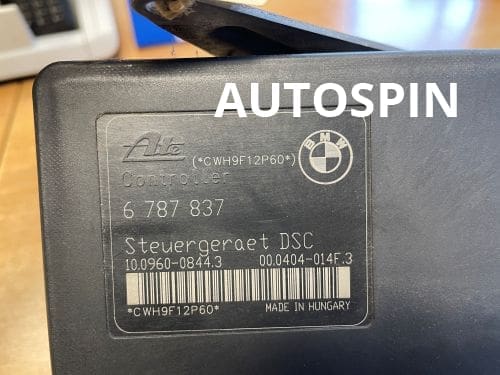 AUTOSPIN
Ate
(*CWH9F12P60*)
BMW
Controller
6 787 837
Steuergeraet DSC
10.0960-0844.3 00.0404-014F.3
*CWH9F12P60*
MADE IN HUNGARY